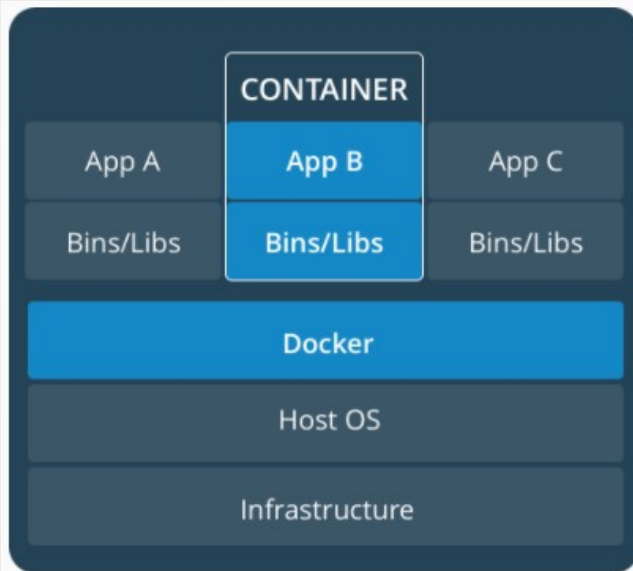 CONTAINER
App A App B App C
Bins/Libs Bins/Libs Bins/Libs
Docker
Host OS
Infrastructure